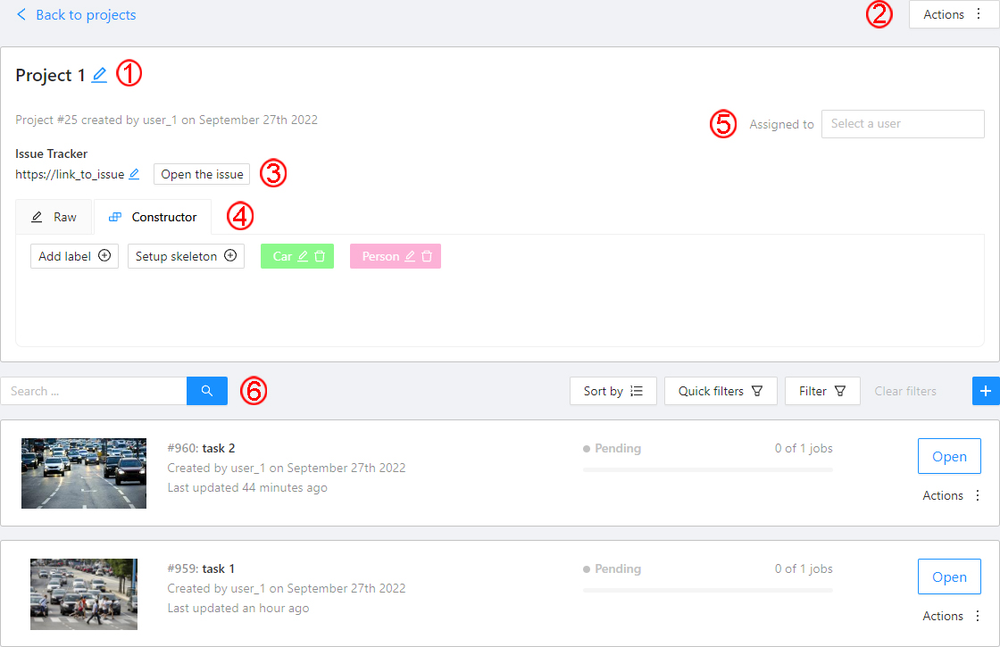 Back to projects
② Actions
Project 1 ①
Project #25 created by user_1 on September 27th 2022
⑤ Assigned to Select a user
Issue Tracker
https://link_to_issue Open the issue ③
Raw Constructor ④
Add label Setup skeleton Car Person
Search ... ⑥ Sort by Quick filters Filter Clear filters
#960: task 2 Pending 0 of 1 jobs Open
Created by user_1 on September 27th 2022
Last updated 44 minutes ago Actions
#959: task 1 Pending 0 of 1 jobs Open
Created by user_1 on September 27th 2022
Last updated an hour ago Actions